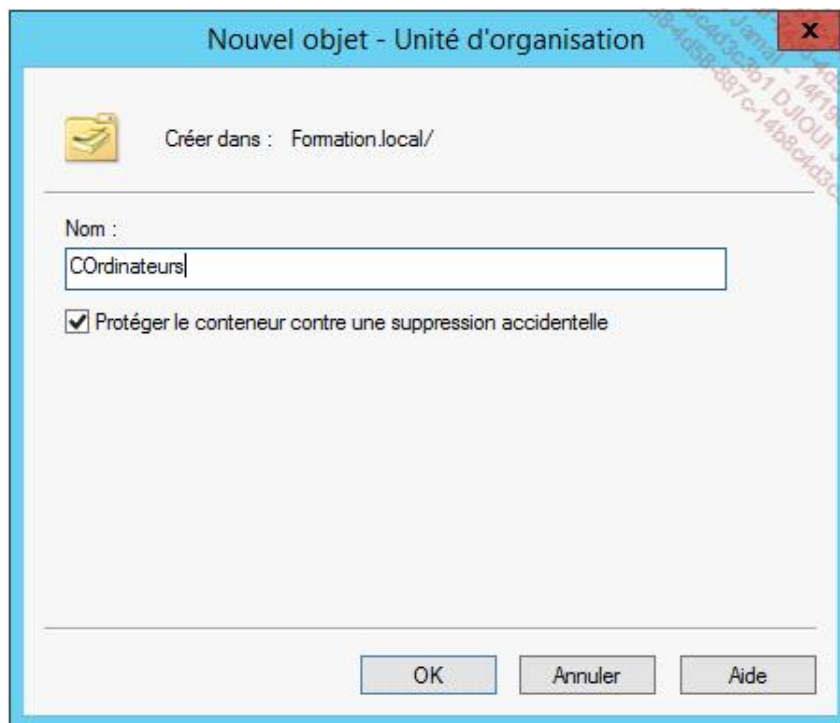 Nouvel objet - Unité d'organisation
x
Créer dans : Formation.local/
Nom :
COrdinateurs
Protéger le conteneur contre une suppression accidentelle
OK
Annuler
Aide